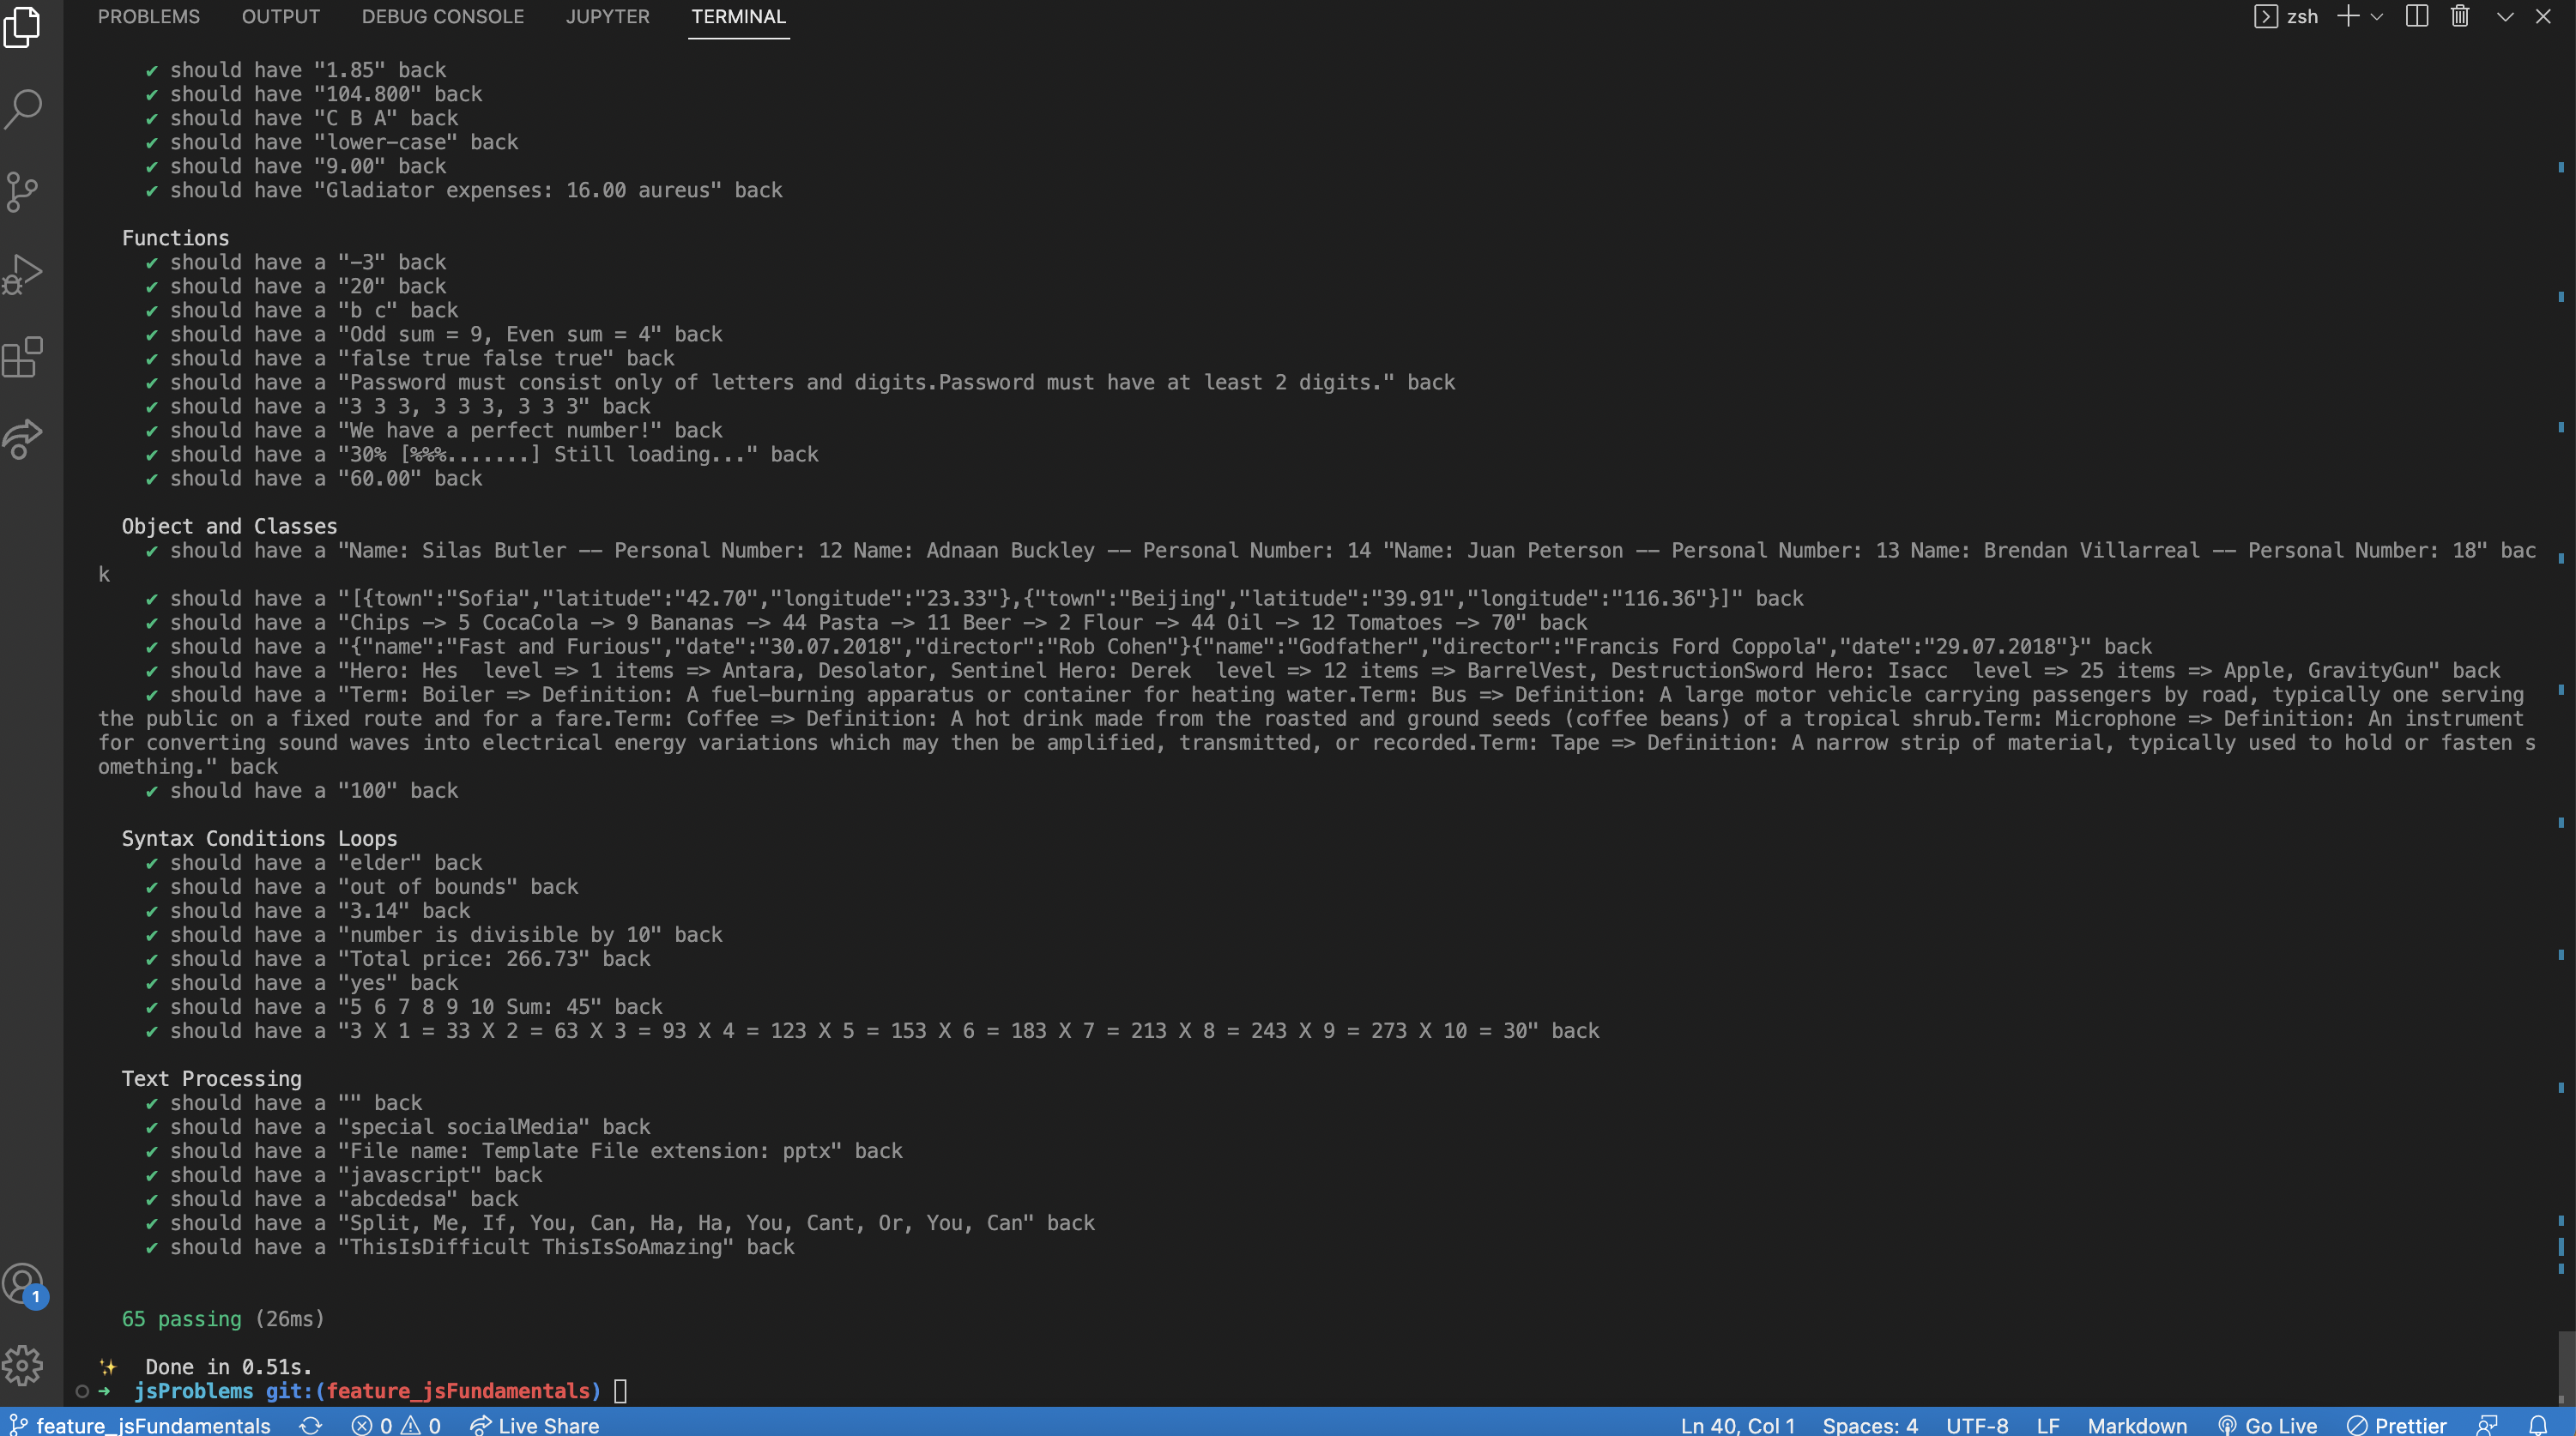 PROBLEMS OUTPUT DEBUG CONSOLE JUPYTER TERMINAL zsh
✔ should have "1.85" back
✔ should have "104.800" back
✔ should have "C B A" back
✔ should have "lower-case" back
✔ should have "9.00" back
✔ should have "Gladiator expenses: 16.00 aureus" back
Functions
✔ should have a "-3" back
✔ should have a "20" back
✔ should have a "b c" back
✔ should have a "Odd sum = 9, Even sum = 4" back
✔ should have a "false true false true" back
✔ should have a "Password must consist only of letters and digits.Password must have at least 2 digits." back
✔ should have a "3 3 3, 3 3 3, 3 3 3" back
✔ should have a "We have a perfect number!" back
✔ should have a "30% [%%%.......] Still loading..." back
✔ should have a "60.00" back
Object and Classes
✔ should have a "Name: Silas Butler -- Personal Number: 12 Name: Adnaan Buckley -- Personal Number: 14 "Name: Juan Peterson -- Personal Number: 13 Name: Brendan Villarreal -- Personal Number: 18" bac
k
✔ should have a "[{town":"Sofia","latitude":"42.70","longitude":"23.33"},{"town":"Beijing","latitude":"39.91","longitude":"116.36"}]" back
✔ should have a "Chips -> 5 CocaCola -> 9 Bananas -> 44 Pasta -> 11 Beer -> 2 Flour -> 44 Oil -> 12 Tomatoes -> 70" back
✔ should have a "{"name":"Fast and Furious","date":"30.07.2018","director":"Rob Cohen"}{"name":"Godfather","director":"Francis Ford Coppola","date":"29.07.2018"}" back
✔ should have a "Hero: Hes  level => 1 items => Antara, Desolator, Sentinel Hero: Derek  level => 12 items => BarrelVest, DestructionSword Hero: Isacc  level => 25 items => Apple, GravityGun" back
✔ should have a "Term: Boiler => Definition: A fuel-burning apparatus or container for heating water.Term: Bus => Definition: A large motor vehicle carrying passengers by road, typically one serving
the public on a fixed route and for a fare.Term: Coffee => Definition: A hot drink made from the roasted and ground seeds (coffee beans) of a tropical shrub.Term: Microphone => Definition: An instrument
for converting sound waves into electrical energy variations which may then be amplified, transmitted, or recorded.Term: Tape => Definition: A narrow strip of material, typically used to hold or fasten s
omething." back
✔ should have a "100" back
Syntax Conditions Loops
✔ should have a "elder" back
✔ should have a "out of bounds" back
✔ should have a "3.14" back
✔ should have a "number is divisible by 10" back
✔ should have a "Total price: 266.73" back
✔ should have a "yes" back
✔ should have a "5 6 7 8 9 10 Sum: 45" back
✔ should have a "3 X 1 = 33 X 2 = 63 X 3 = 93 X 4 = 123 X 5 = 153 X 6 = 183 X 7 = 213 X 8 = 243 X 9 = 273 X 10 = 30" back
Text Processing
✔ should have a "" back
✔ should have a "special socialMedia" back
✔ should have a "File name: Template File extension: pptx" back
✔ should have a "javascript" back
✔ should have a "abcdedsa" back
✔ should have a "Split, Me, If, You, Can, Ha, Ha, You, Cant, Or, You, Can" back
✔ should have a "ThisIsDifficult ThisIsSoAmazing" back
1
65 passing (26ms)
✨ Done in 0.51s.
➜ jsProblems git:(feature_jsFundamentals)
feature_jsFundamentals 0 0 Live Share Ln 40, Col 1 Spaces: 4 UTF-8 LF Markdown Go Live Prettier